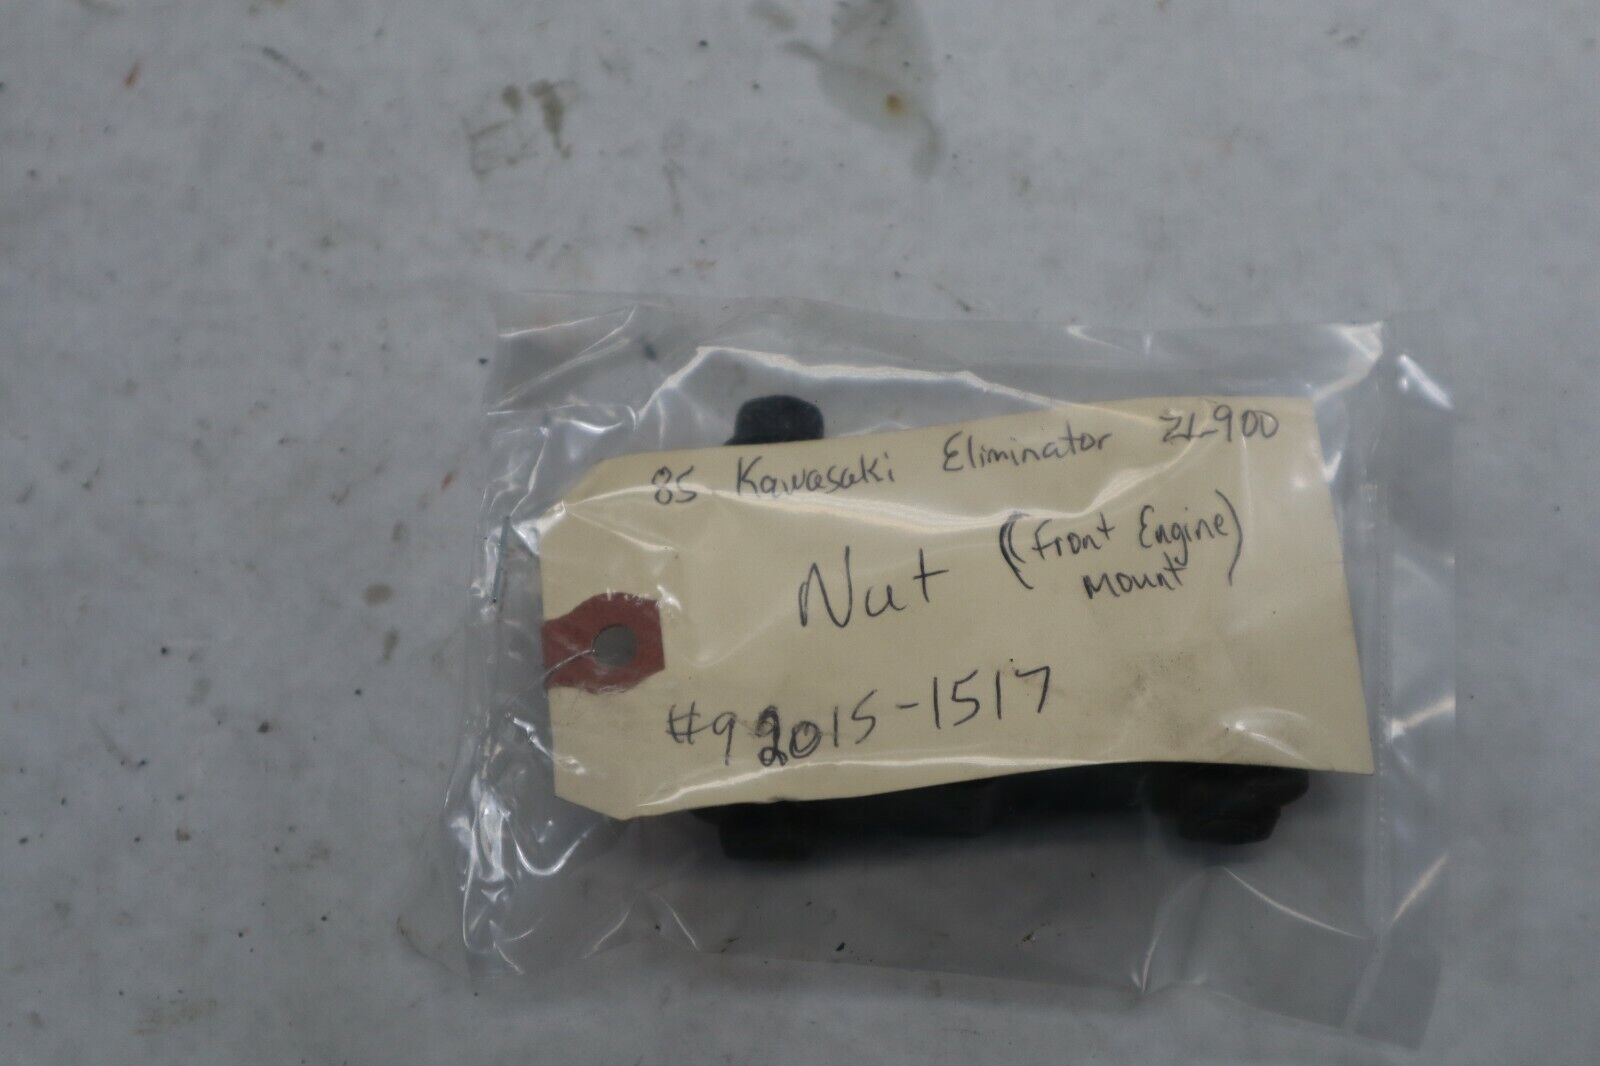 85 Kawasaki Eliminator ZL-900
Nut (Front Engine)
Mount
#92015-1517